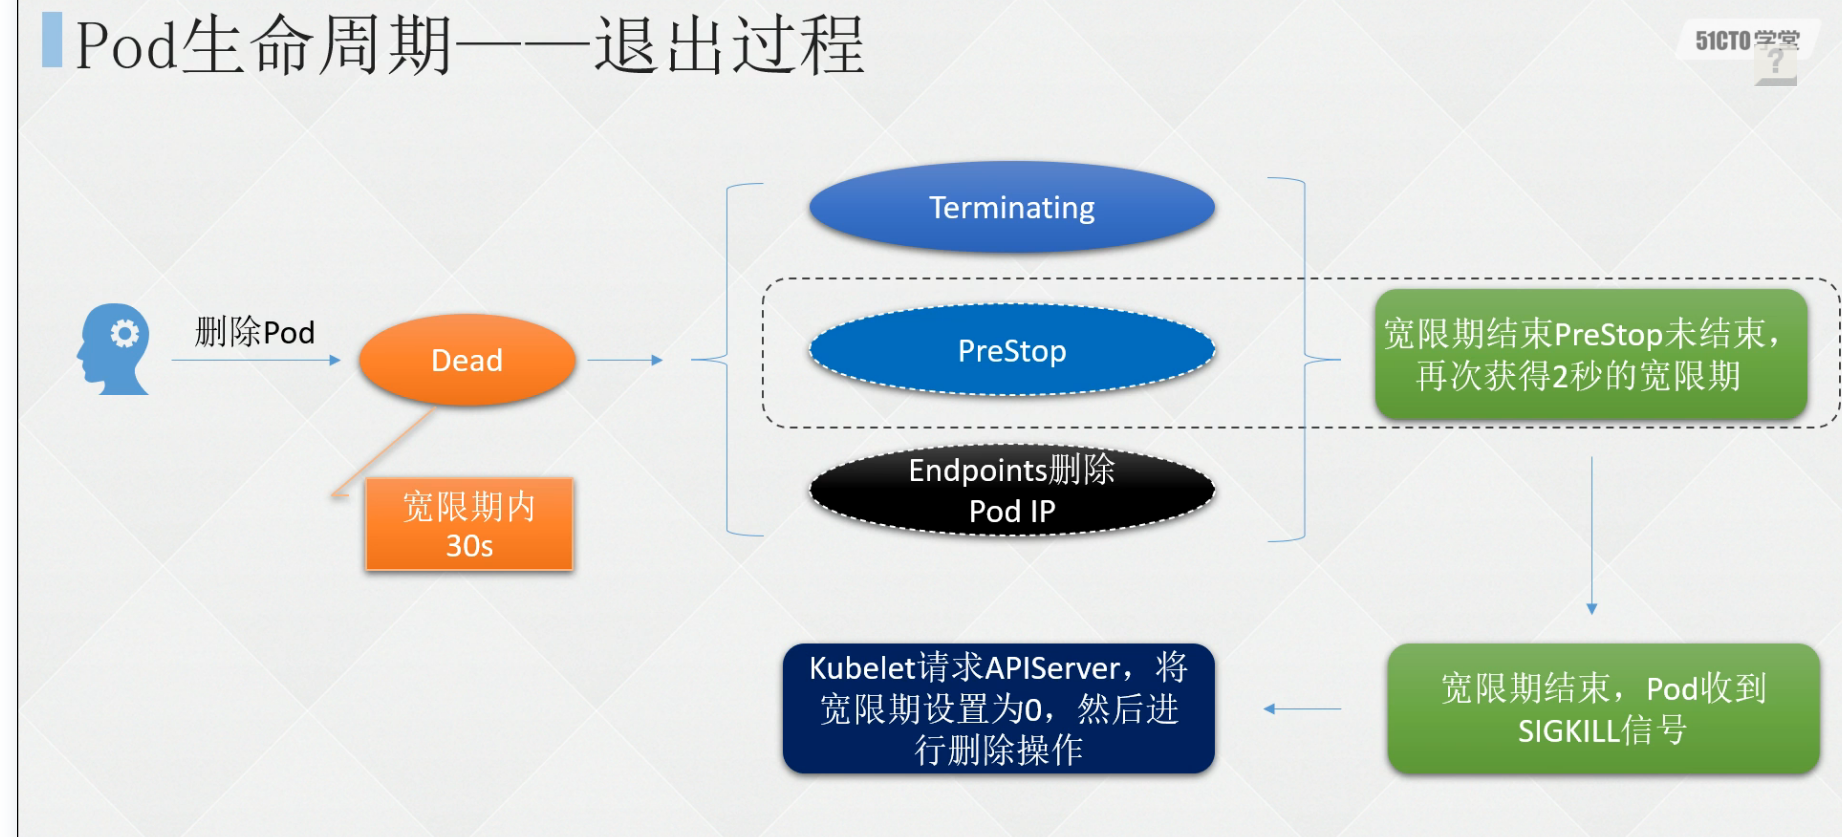 Pod生命周期——退出过程
51CTO学堂
?
Terminating
删除Pod
Dead
PreStop
宽限期结束PreStop未结束，
再次获得2秒的宽限期
Endpoints删除
Pod IP
宽限期内
30s
Kubelet请求APIServer，将
宽限期设置为0，然后进
行删除操作
宽限期结束，Pod收到
SIGKILL信号